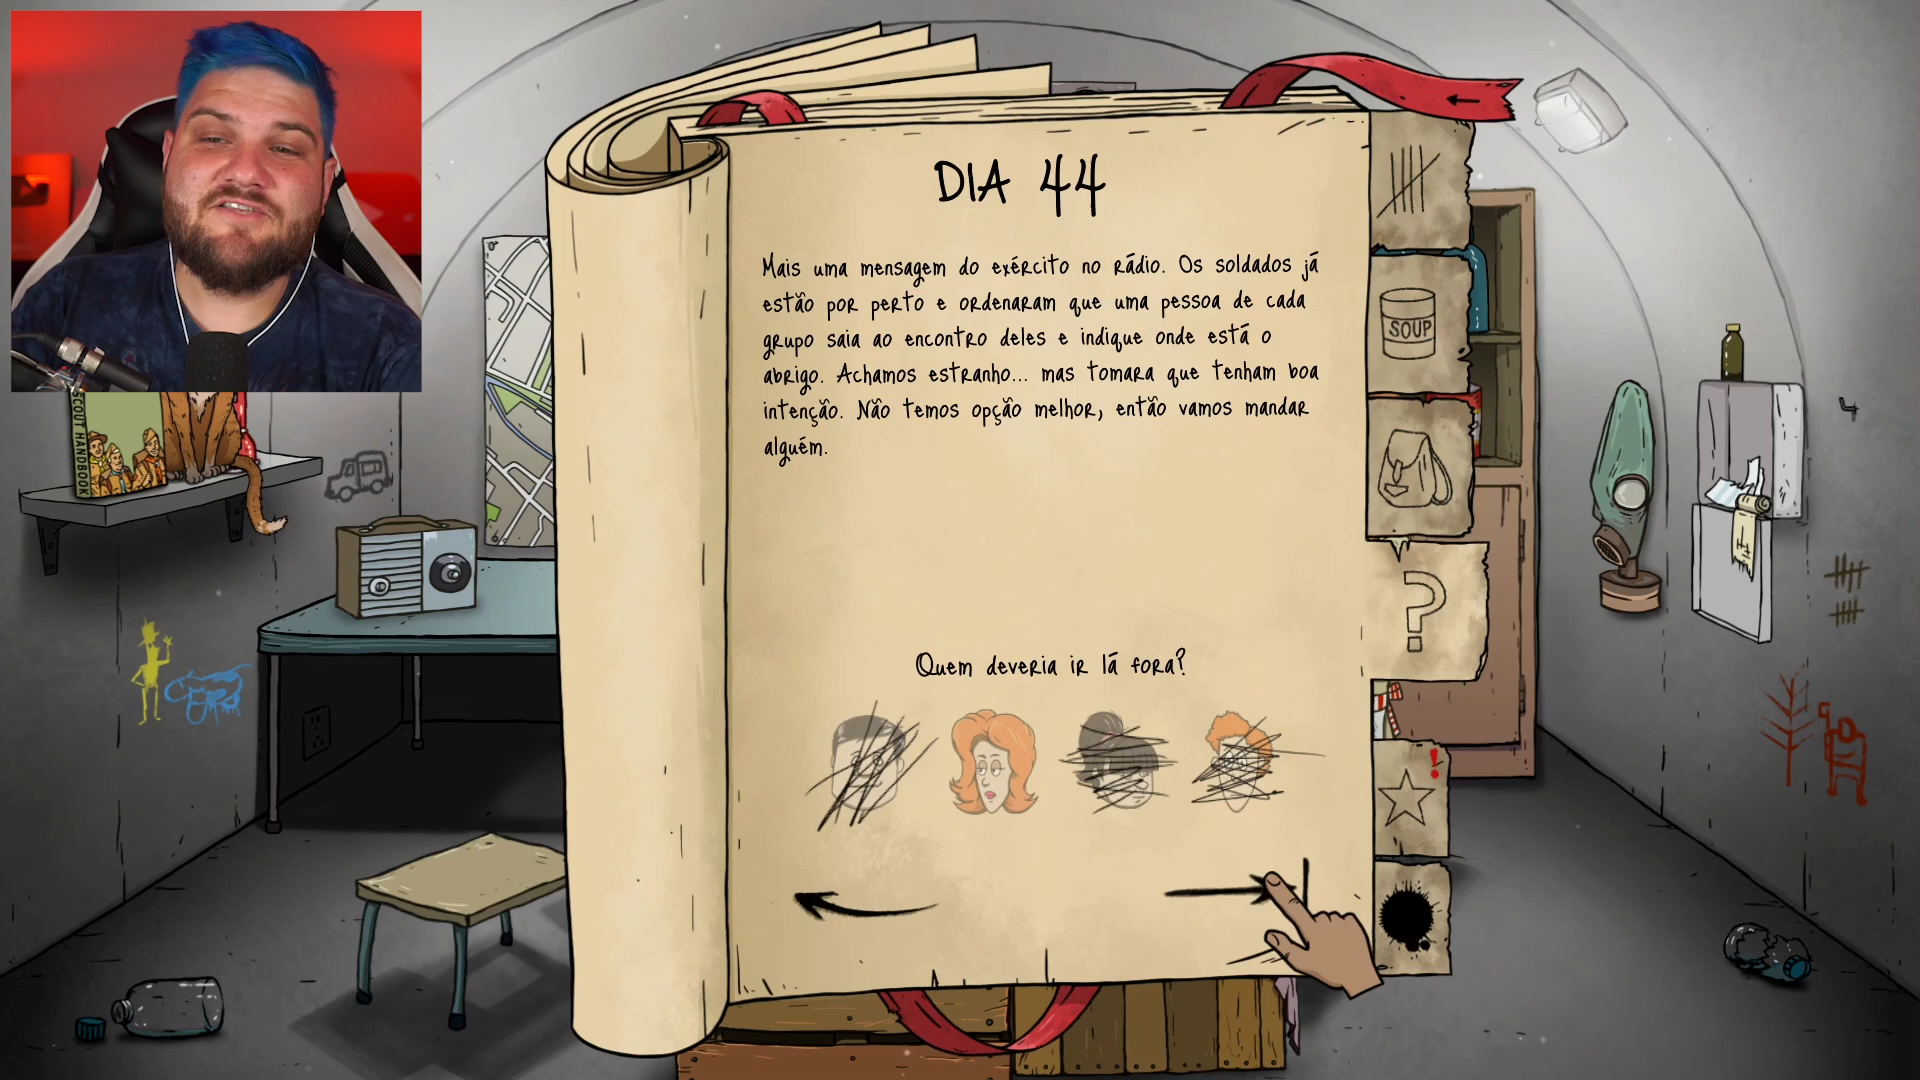 DIA 44
Mais uma mensagem do exército no rádio. Os soldados já
estão por perto e ordenaram que uma pessoa de cada
grupo saia ao encontro deles e indique onde está o
abrigo. Achamos estranho... mas tomara que tenham boa
intenção. Não temos opção melhor, então vamos mandar
alguém.
Quem deveria ir lá fora?
SOUP
SCOUT HANDBOOK